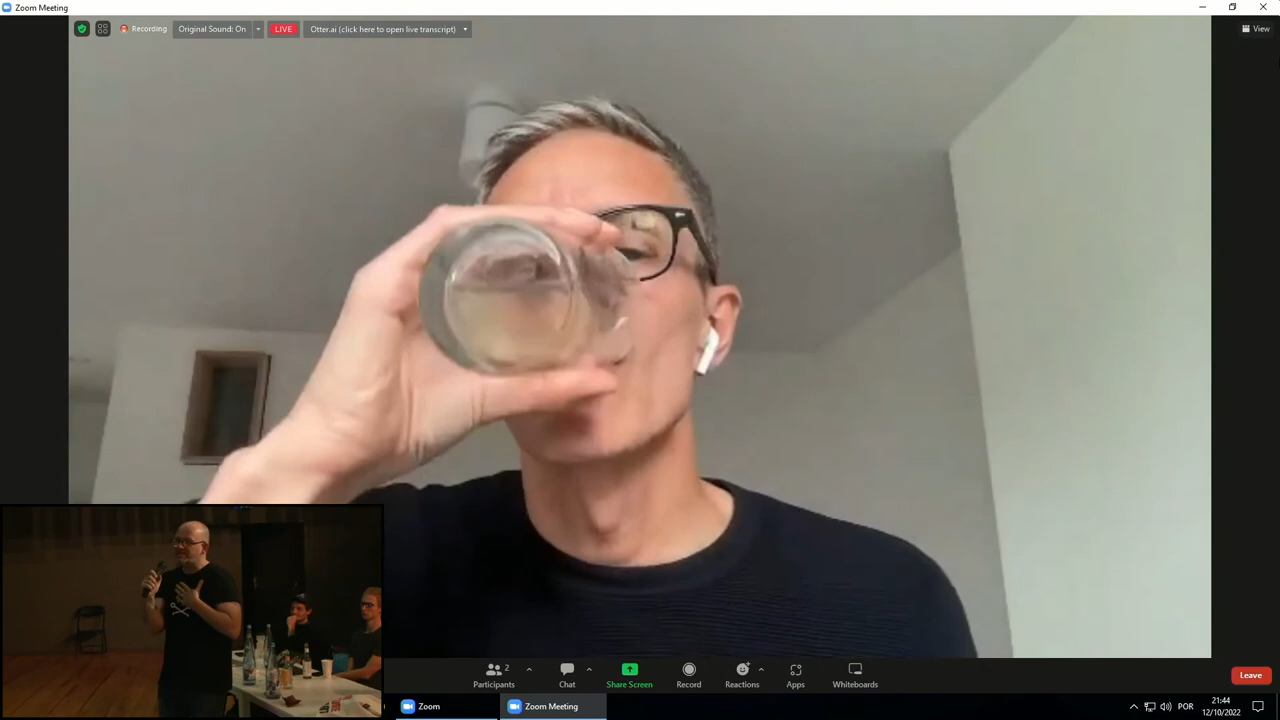 Zoom Meeting
Recording
Original Sound: On
LIVE
Otter.ai (click here to open live transcript)
View
Participants
2
Chat
Share Screen
Record
Reactions
Apps
Whiteboards
Leave
Zoom
Zoom Meeting
POR
21:44
12/10/2022